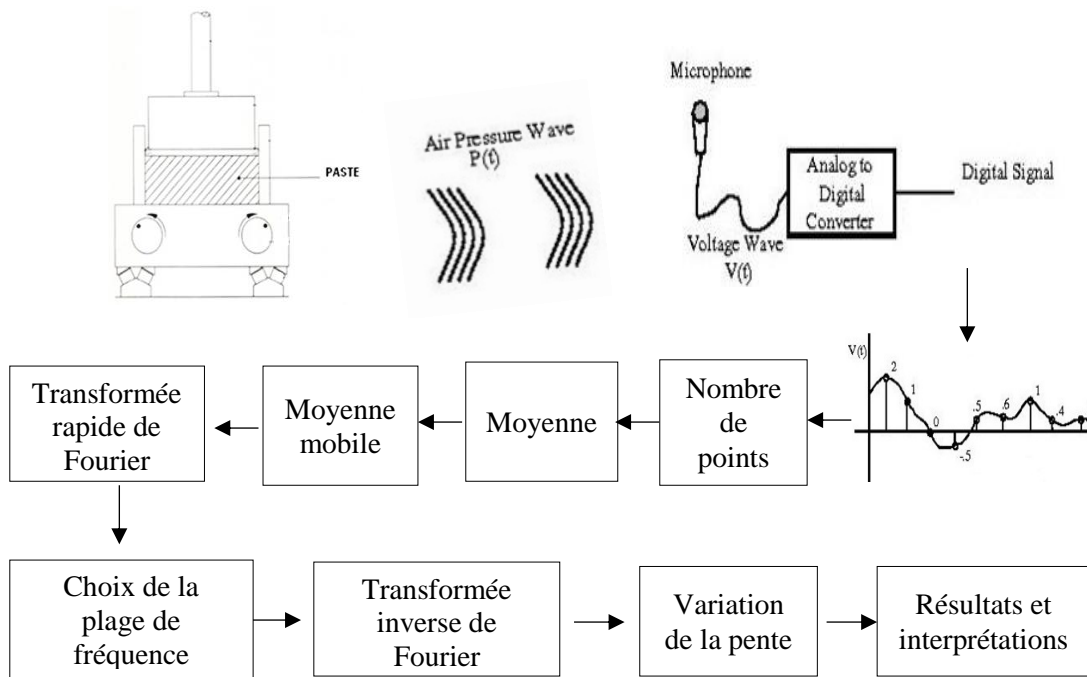 PASTE
Air Pressure Wave
P(t)
Microphone
Voltage Wave
V(t)
Analog to
Digital
Converter
Digital Signal
V(t)
2
1
0
-.5
.5
.6
1
.4
Nombre
de
points
Moyenne
Moyenne
mobile
Transformée
rapide de
Fourier
Choix de la
plage de
fréquence
Transformée
inverse de
Fourier
Variation
de la pente
Résultats et
interprétations